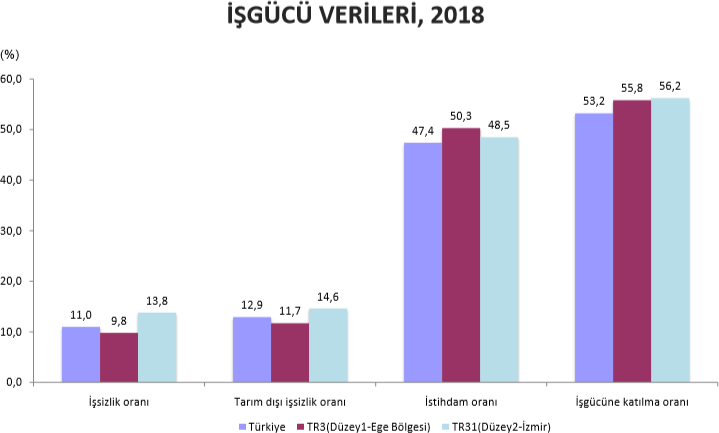 İŞGÜCÜ VERİLERİ, 2018
(%)
60,0
50,0
40,0
30,0
20,0
10,0
0,0
11,0 9,8 13,8
12,9 11,7 14,6
47,4 50,3 48,5
53,2 55,8 56,2
İşsizlik oranı Tarım dışı işsizlik oranı İstihdam oranı İşgücüne katılma oranı
Türkiye TR3(Düzey1-Ege Bölgesi) TR31(Düzey2-İzmir)